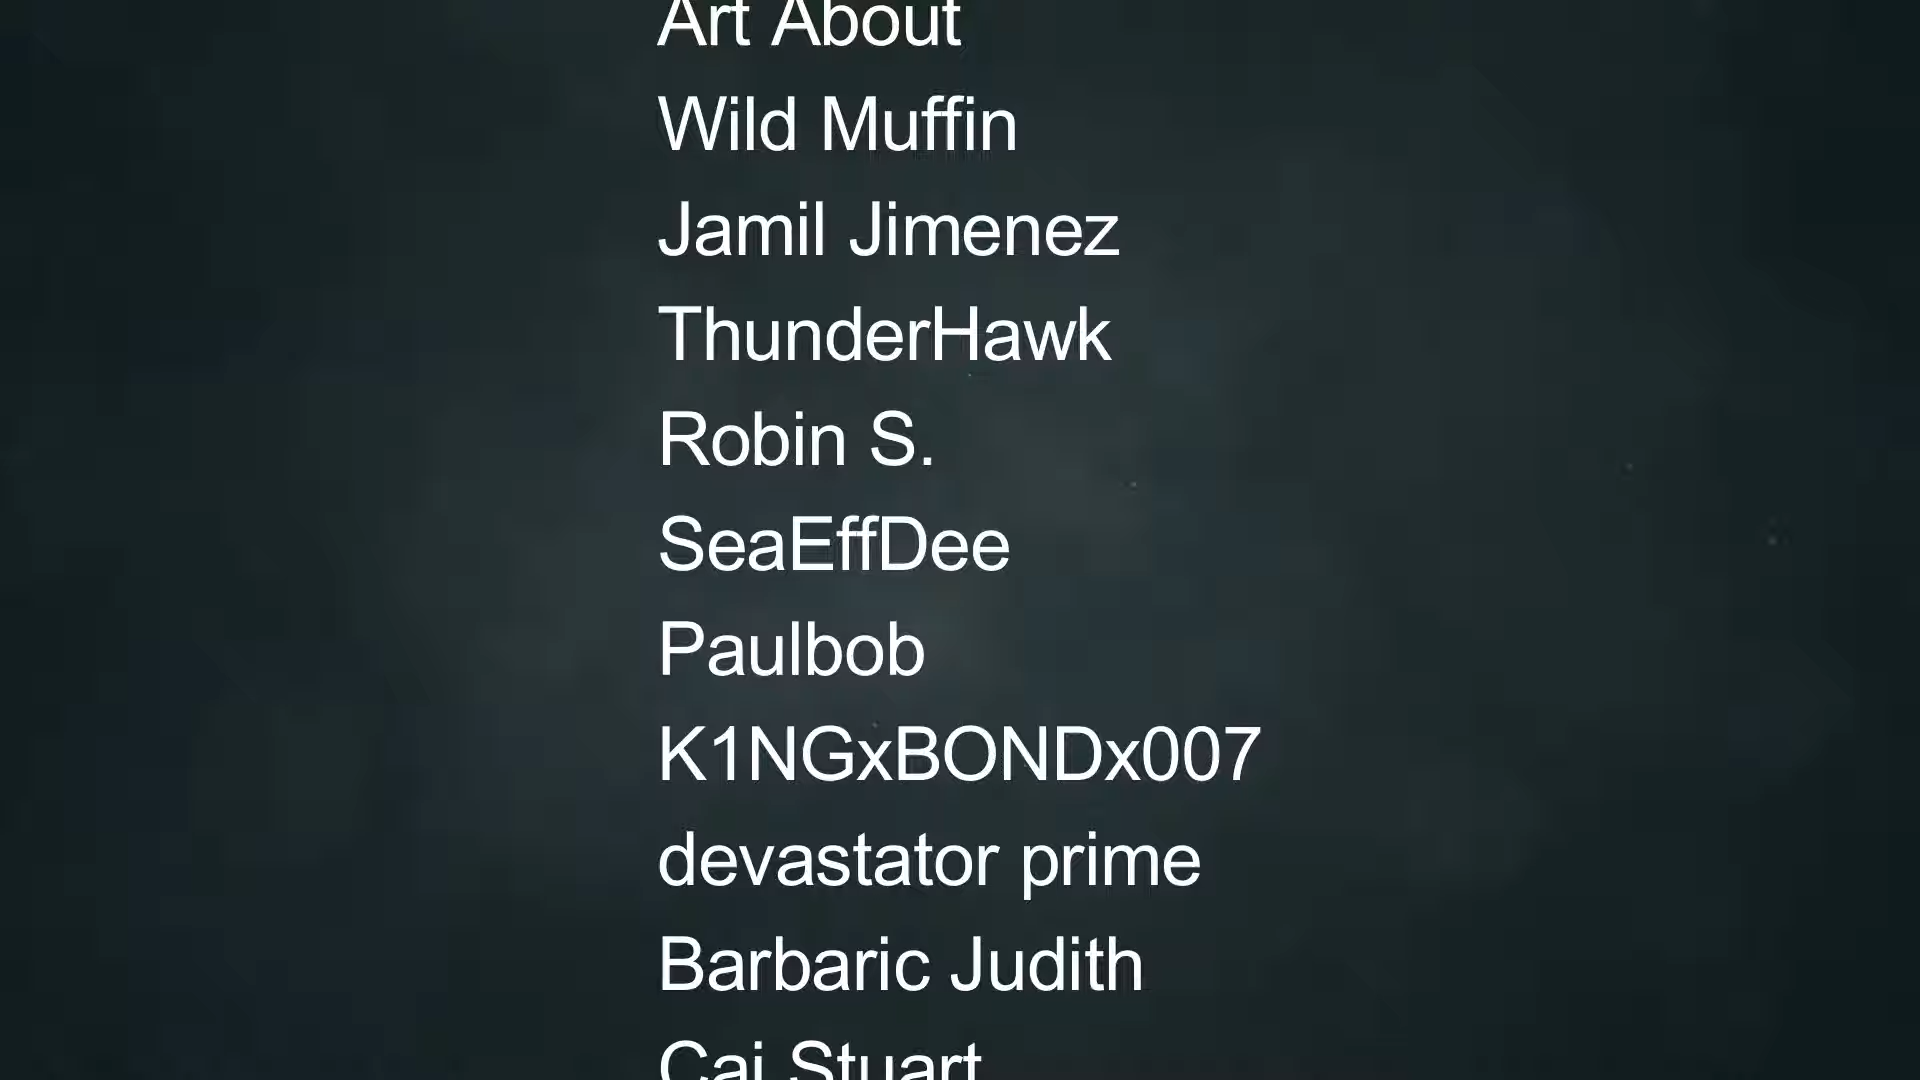 Art About
Wild Muffin
Jamil Jimenez
ThunderHawk
Robin S.
SeaEffDee
Paulbob
K1NGxBONDx007
devastator prime
Barbaric Judith
Cai Stuart